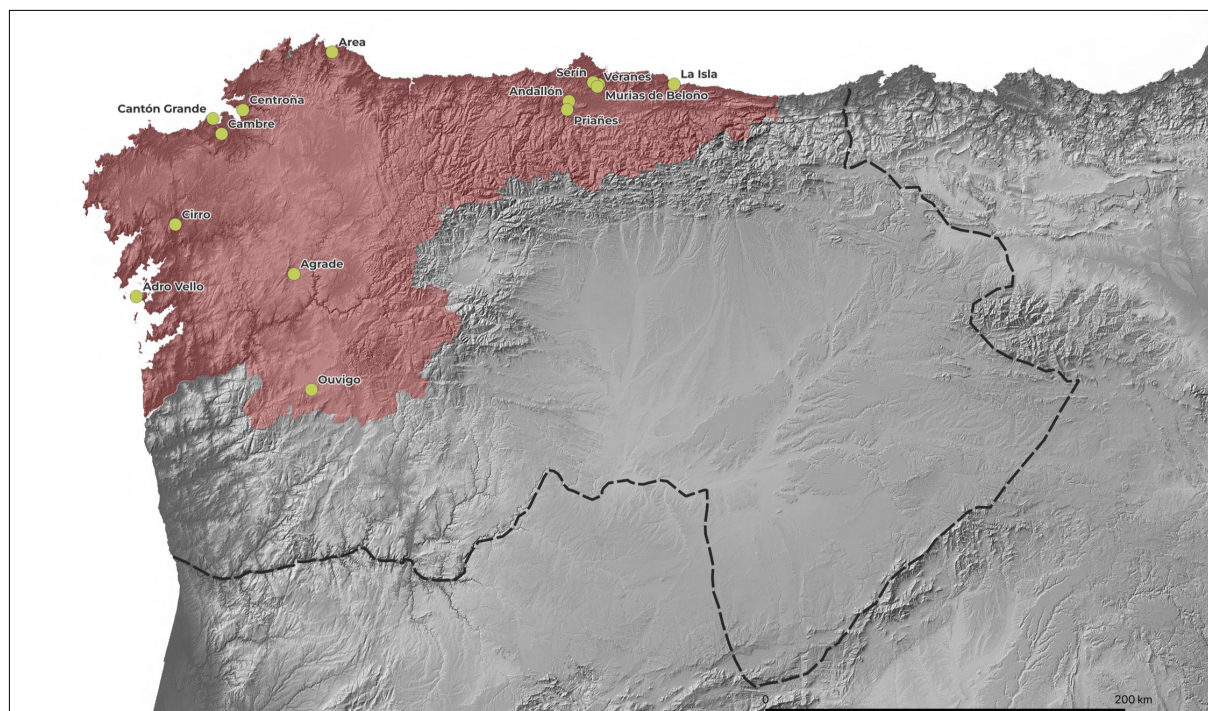 Area
Serín
Veranes
La Isla
Andallón
Murias de Beloño
Cantón Grande
Centroña
Priañes
Cambre
Cirro
Agrade
Adro Vello
Ouvigo
0
200 km